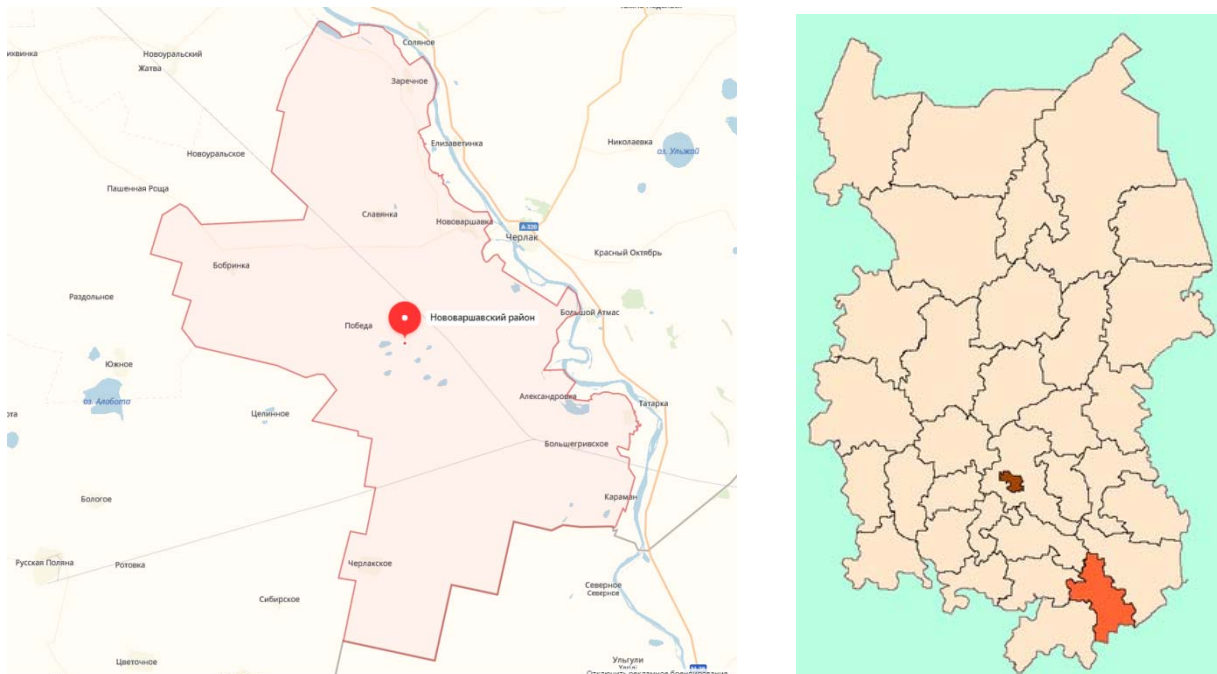 Новоуральский
Соляное
Жатва
Заречное
Николаевка
Елизаветинка
оз. Улькой
Новоуральское
Пашенная Роща
Славянка
Нововаршавка
А-320
Черлак
Красный Октябрь
Бобринка
Раздольное
Большой Атмас
Победа
Нововаршавский район
Южное
Александровка
Татарка
оз. Алобота
Целинное
Большегривское
Бологое
Караман
Русская Поляна
Ротовка
Черлакское
Северное
Северное
Сибирское
Цветочное
Ульгули